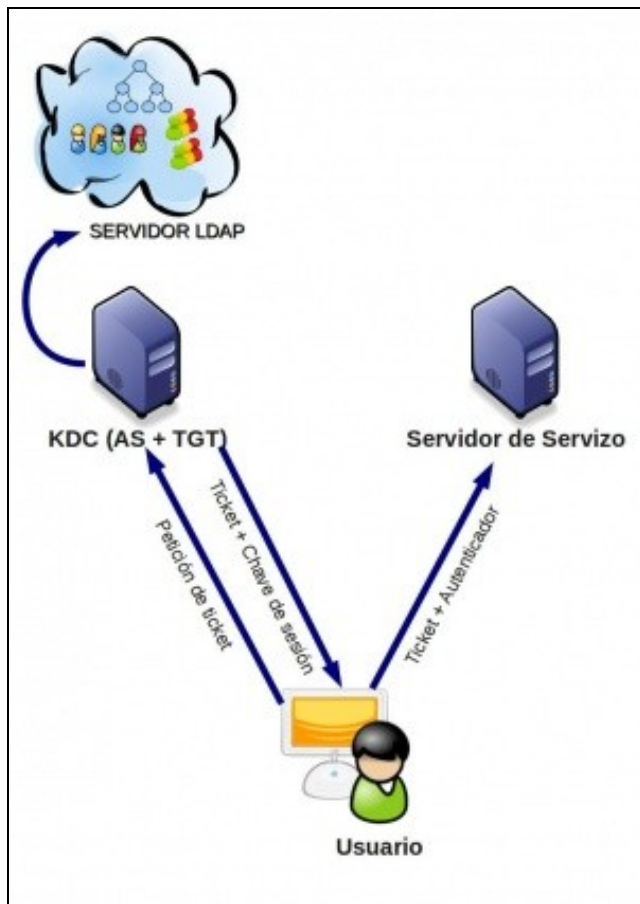 SERVIDOR LDAP
KDC (AS + TGT)
Servidor de Servizo
Petición de ticket
Ticket + Chave de sesión
Ticket + Autenticador
Usuario